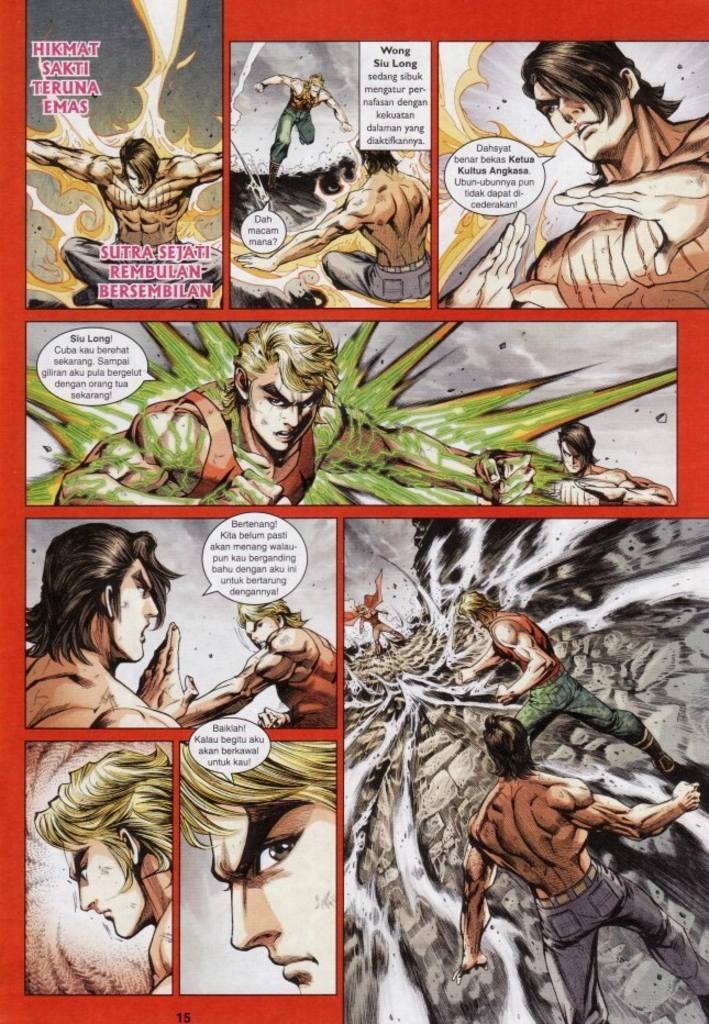 HIKMAT
SAKTI
TERUNA
EMAS
SUTRA SEJATI
REMBULAN
BERSEMBILAN
Wong
Siu Long
sedang sibuk
mengatur per-
nafasan dengan
kekuatan
dalaman yang
diaktifkannya.
Dah
macam
mana?
Dahsyat
benar bekas Ketua
Kultus Angkasa.
Ubun-ubunnya pun
tidak dapat di-
cederakan!
Siu Long!
Cuba kau berehat
sekarang. Sampai
giliran aku pula bergelut
dengan orang tua
sekarang!
Bertenang!
Kita belum pasti
akan menang walau-
pun kau berganding
bahu dengan aku ini
untuk bertarung
dengannya!
Baiklah!
Kalau begitu aku
akan berkawal
untuk kau!
15